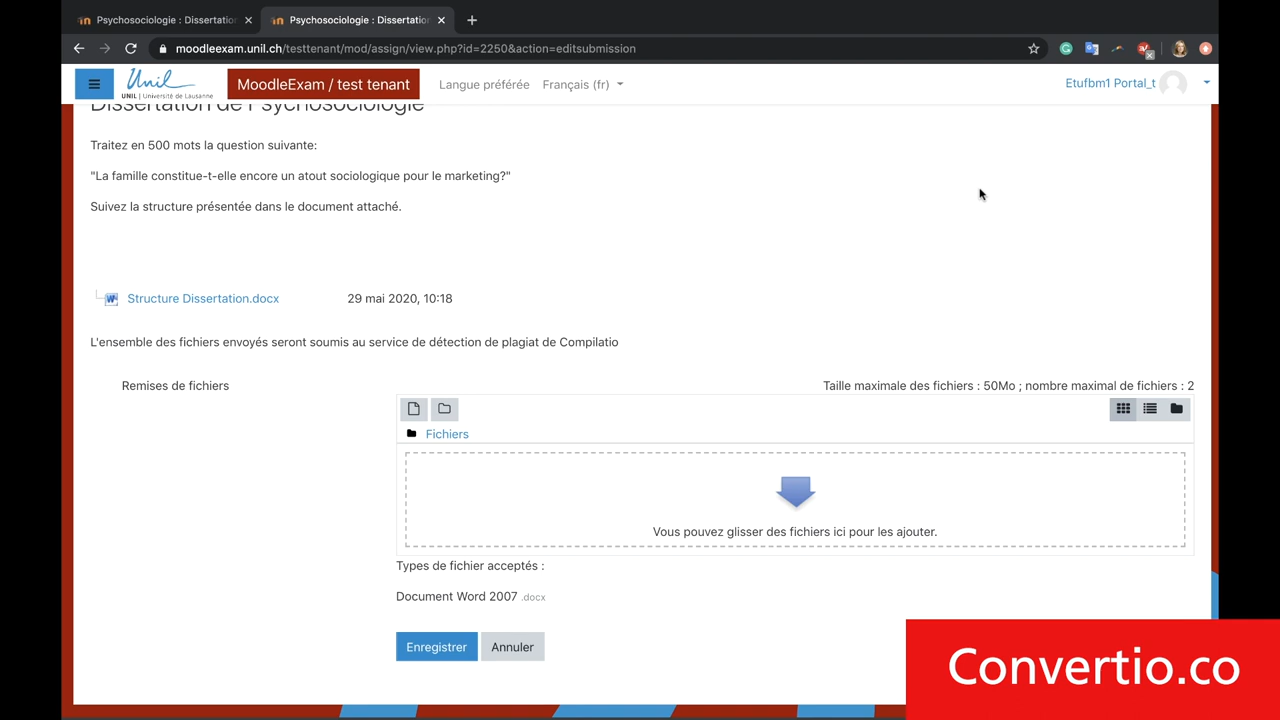 Psychosociologie : Dissertation
Psychosociologie : Dissertation
moodleexam.unil.ch/testtenant/mod/assign/view.php?id=2250&action=editsubmission
Unil
UNIL | Université de Lausanne
MoodleExam / test tenant
Langue préférée
Français (fr)
Etufbm1 Portal_t
Dissertation de Psychosociologie
Traitez en 500 mots la question suivante:
"La famille constitue-t-elle encore un atout sociologique pour le marketing?"
Suivez la structure présentée dans le document attaché.
Structure Dissertation.docx
29 mai 2020, 10:18
L'ensemble des fichiers envoyés seront soumis au service de détection de plagiat de Compilatio
Remises de fichiers
Taille maximale des fichiers : 50Mo ; nombre maximal de fichiers : 2
Fichiers
Vous pouvez glisser des fichiers ici pour les ajouter.
Types de fichier acceptés :
Document Word 2007 .docx
Enregistrer
Annuler
Convertio.co